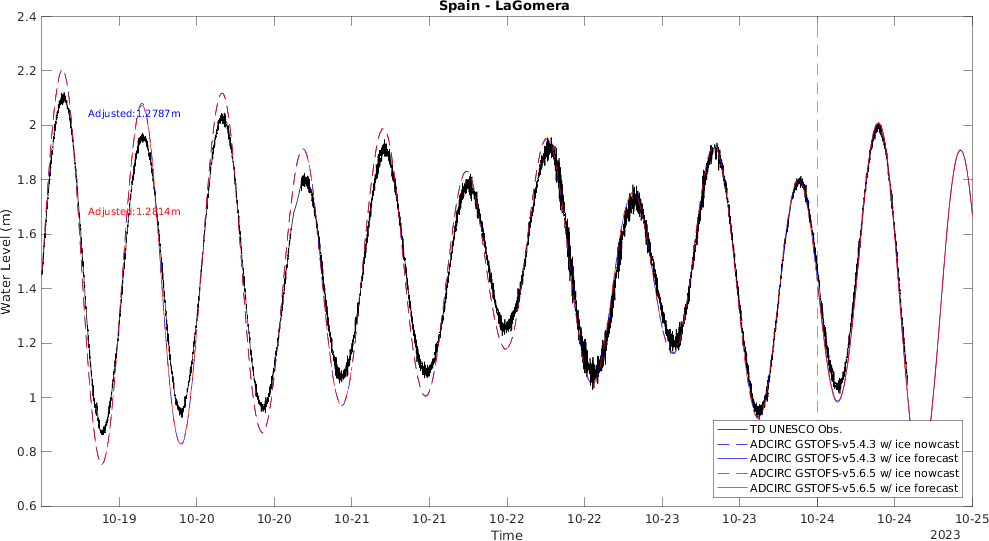 Spain - LaGomera
2.4
2.2
2
1.8
1.6
1.4
1.2
1
0.8
0.6
Water Level (m)
Adjusted:1.2787m
Adjusted:1.2814m
TD UNESCO Obs.
ADCIRC GSTOFS-v5.4.3 w/ ice nowcast
ADCIRC GSTOFS-v5.4.3 w/ ice forecast
ADCIRC GSTOFS-v5.6.5 w/ ice nowcast
ADCIRC GSTOFS-v5.6.5 w/ ice forecast
10-19 10-20 10-20 10-21 10-21 10-22 10-22 10-23 10-23 10-24 10-24 10-25
Time
2023